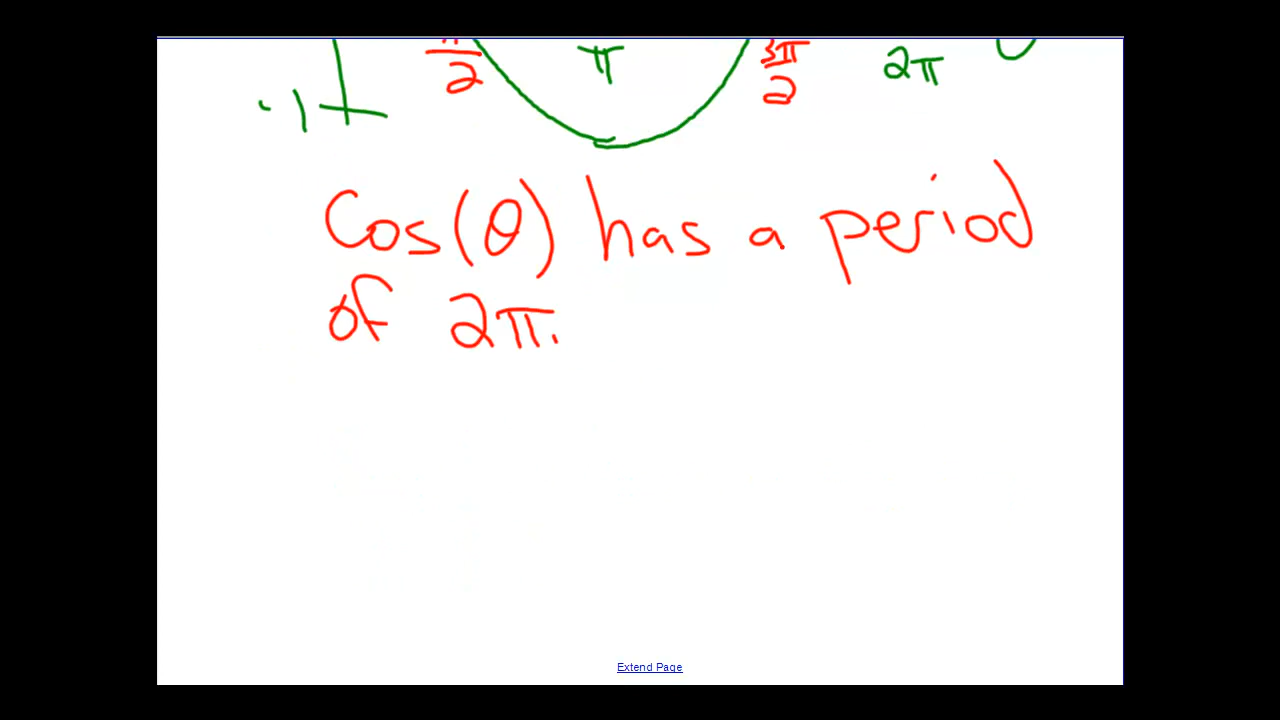 π/2 π 3π/2 2π
-1
Cos(θ) has a period
of 2π.
Extend Page